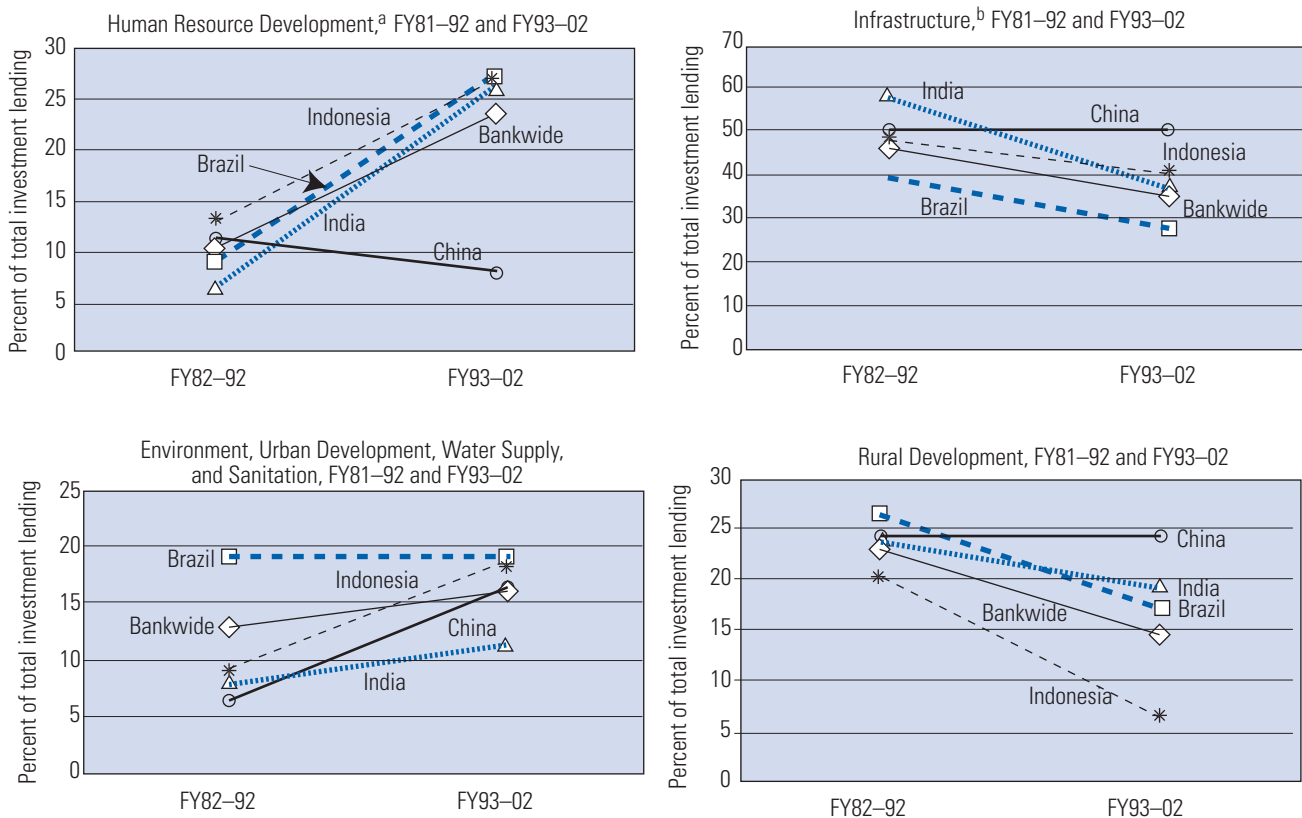 Human Resource Development,a FY81–92 and FY93–02
Percent of total investment lending
30
25
20
15
10
5
0
Indonesia
Brazil
Bankwide
India
China
FY82–92
FY93–02
Infrastructure,b FY81–92 and FY93–02
Percent of total investment lending
70
60
50
40
30
20
10
0
India
China
Indonesia
Brazil
Bankwide
FY82–92
FY93–02
Environment, Urban Development, Water Supply,
and Sanitation, FY81–92 and FY93–02
Percent of total investment lending
25
20
15
10
5
0
Brazil
Indonesia
Bankwide
China
India
FY82–92
FY93–02
Rural Development, FY81–92 and FY93–02
Percent of total investment lending
30
25
20
15
10
5
0
China
India
Brazil
Bankwide
Indonesia
FY82–92
FY93–02